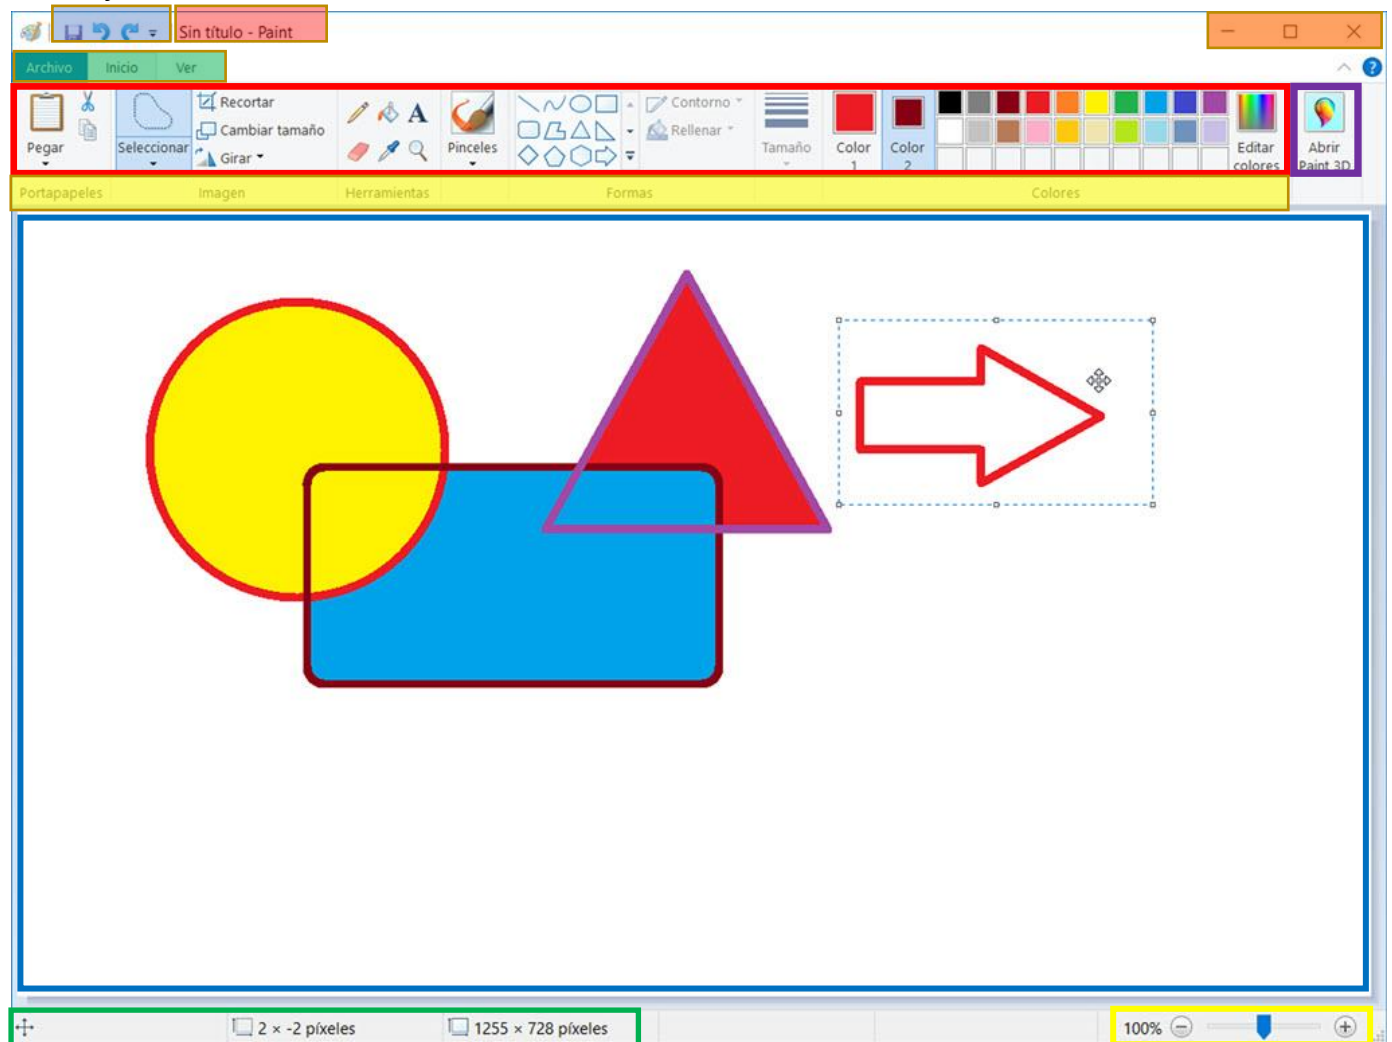 Sin título - Paint
Archivo Inicio Ver
Pegar
Seleccionar
Recortar
Cambiar tamaño
Girar
A
Pinceles
Contorno
Rellenar
Tamaño
Color
1
Color
2
Editar
colores
Abrir
Paint 3D
Portapapeles Imagen Herramientas Formas Colores
2 × -2 píxeles 1255 × 728 píxeles 100%